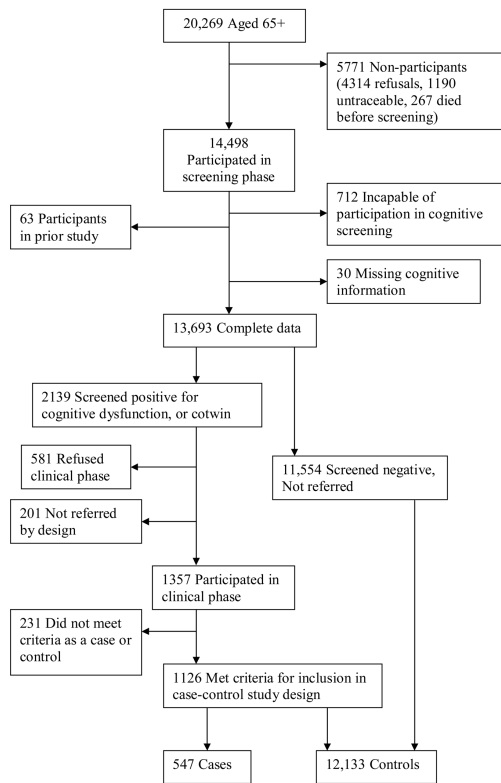 20,269 Aged 65+
5771 Non-participants
(4314 refusals, 1190
untraceable, 267 died
before screening)
14,498
Participated in
screening phase
712 Incapable of
participation in cognitive
screening
63 Participants
in prior study
30 Missing cognitive
information
13,693 Complete data
2139 Screened positive for
cognitive dysfunction, or cotwin
581 Refused
clinical phase
11,554 Screened negative,
Not referred
201 Not referred
by design
1357 Participated in
clinical phase
231 Did not meet
criteria as a case or
control
1126 Met criteria for inclusion in
case-control study design
547 Cases
12,133 Controls